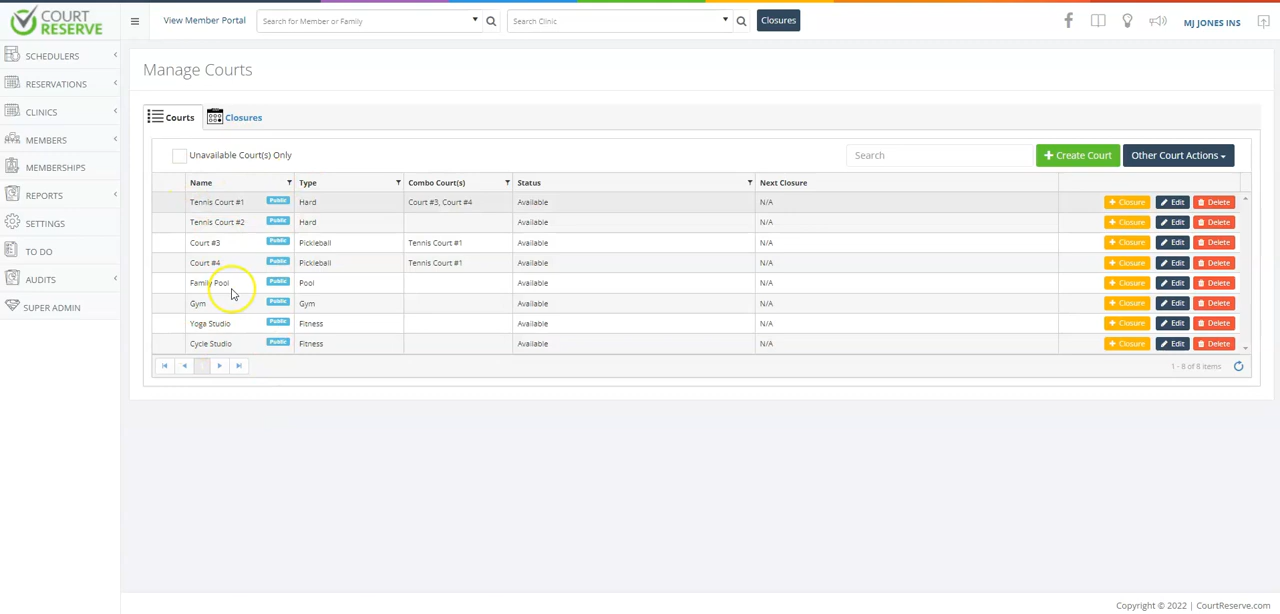 COURT RESERVE
View Member Portal
Search for Member or Family
Search Clinic
Closures
MJ JONES INS
SCHEDULERS
RESERVATIONS
CLINICS
MEMBERS
MEMBERSHIPS
REPORTS
SETTINGS
TO DO
AUDITS
SUPER ADMIN
Manage Courts
Courts Closures
Unavailable Court(s) Only
Search
+ Create Court
Other Court Actions
Name Type Combo Court(s) Status Next Closure
Tennis Court #1 Public Hard Court #3, Court #4 Available N/A + Closure Edit Delete
Tennis Court #2 Public Hard Available N/A + Closure Edit Delete
Court #3 Public Pickleball Tennis Court #1 Available N/A + Closure Edit Delete
Court #4 Public Pickleball Tennis Court #1 Available N/A + Closure Edit Delete
Family Pool Public Pool Available N/A + Closure Edit Delete
Gym Public Gym Available N/A + Closure Edit Delete
Yoga Studio Public Fitness Available N/A + Closure Edit Delete
Cycle Studio Public Fitness Available N/A + Closure Edit Delete
1 1 - 8 of 8 items
Copyright © 2022 | CourtReserve.com